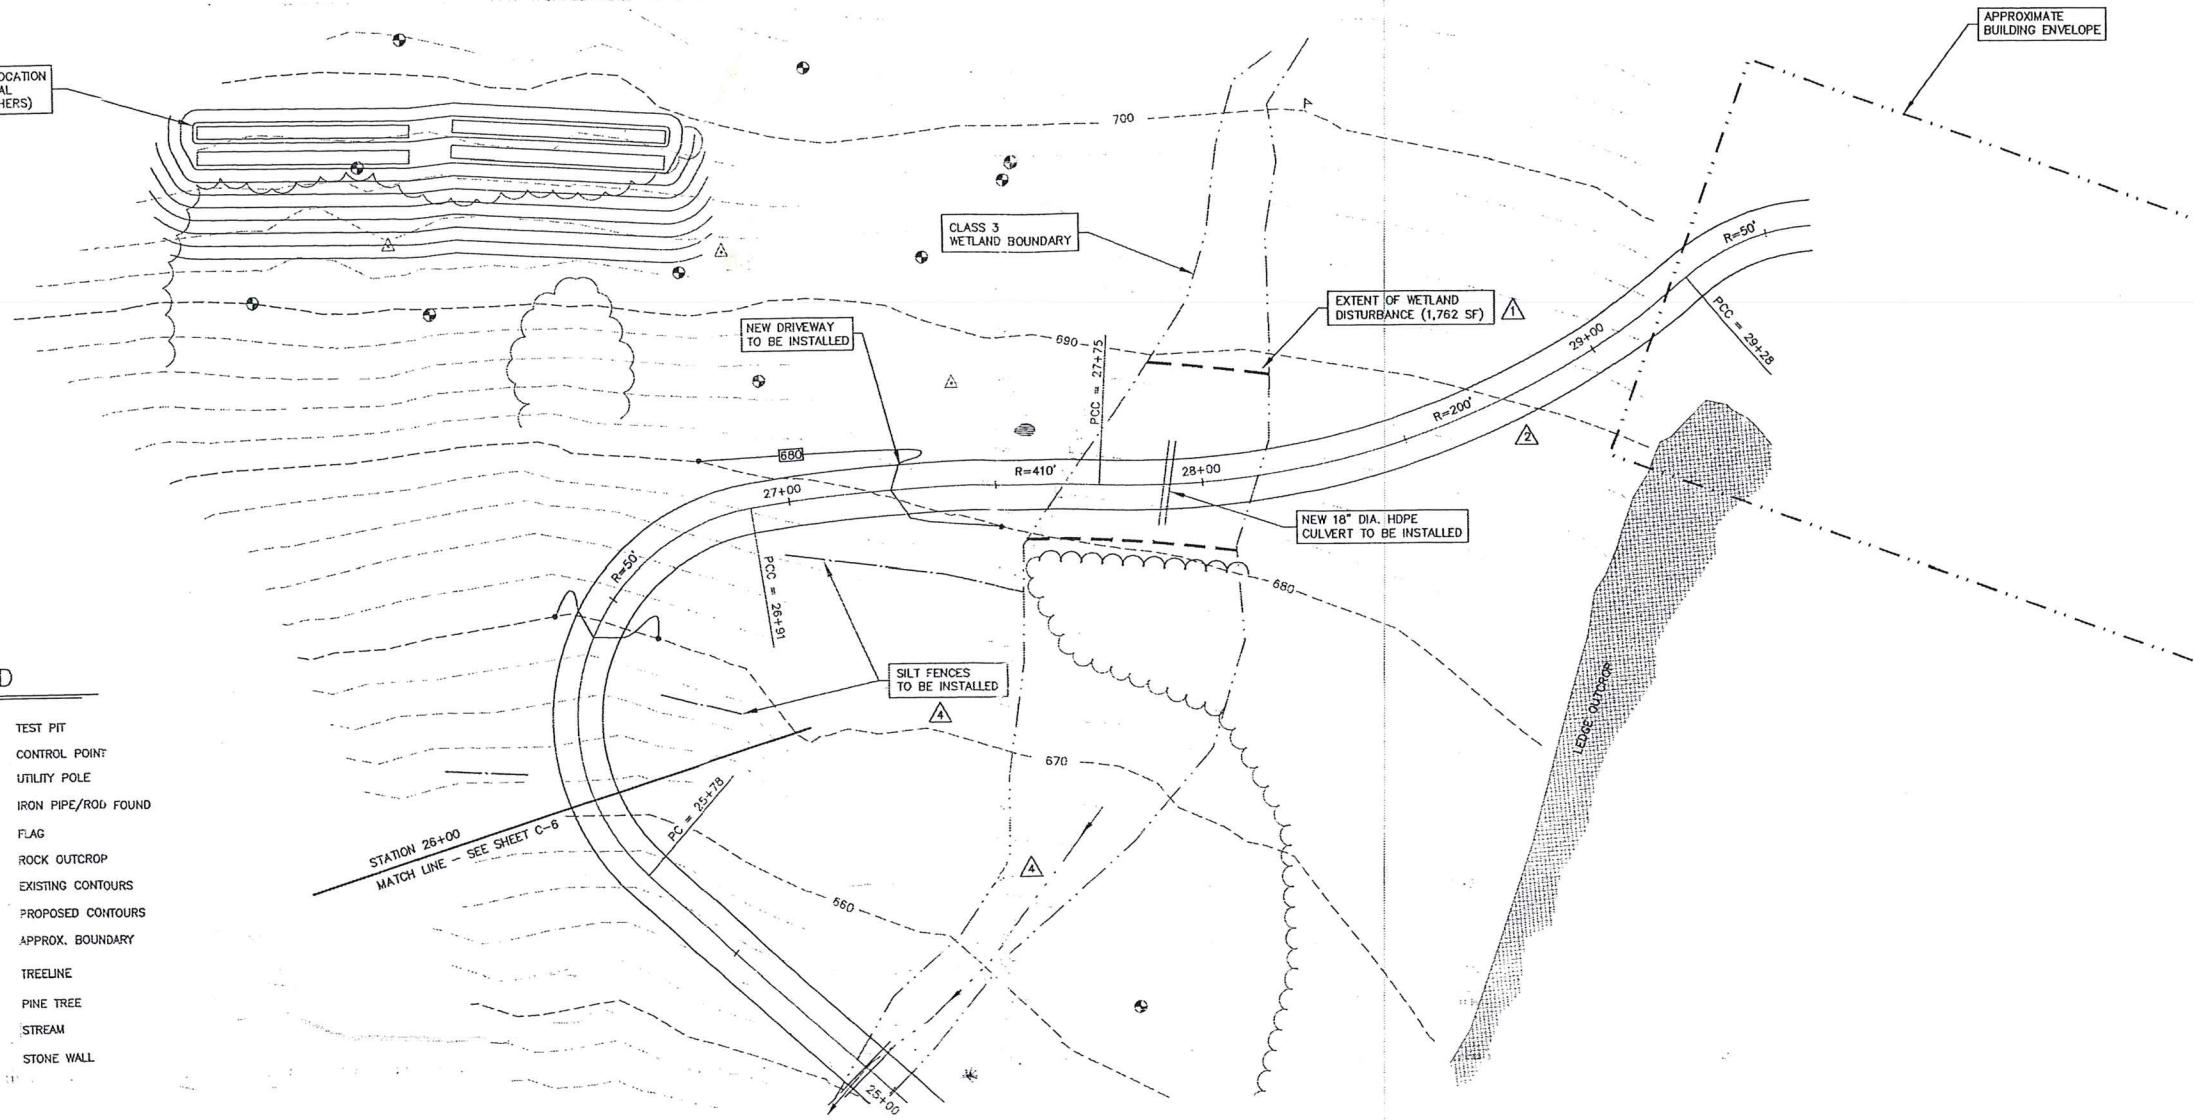 APPROXIMATE
BUILDING ENVELOPE
OCATION
AL
HERS)
700
CLASS 3
WETLAND BOUNDARY
R=50'
EXTENT OF WETLAND
DISTURBANCE (1,762 SF)
1
NEW DRIVEWAY
TO BE INSTALLED
690
PCC = 27+75
29+00
PCC = 29+28
R=200'
2
680
R=410'
28+00
27+00
NEW 18" DIA. HDPE
CULVERT TO BE INSTALLED
R=50'
PCC = 26+91
680
SILT FENCES
TO BE INSTALLED
4
LEDGE OUTCROP
670
PC = 25+78
STATION 26+00
MATCH LINE - SEE SHEET C-6
4
660
25+00
D
TEST PIT
CONTROL POINT
UTILITY POLE
IRON PIPE/ROD FOUND
FLAG
ROCK OUTCROP
EXISTING CONTOURS
PROPOSED CONTOURS
APPROX. BOUNDARY
TREELINE
PINE TREE
STREAM
STONE WALL